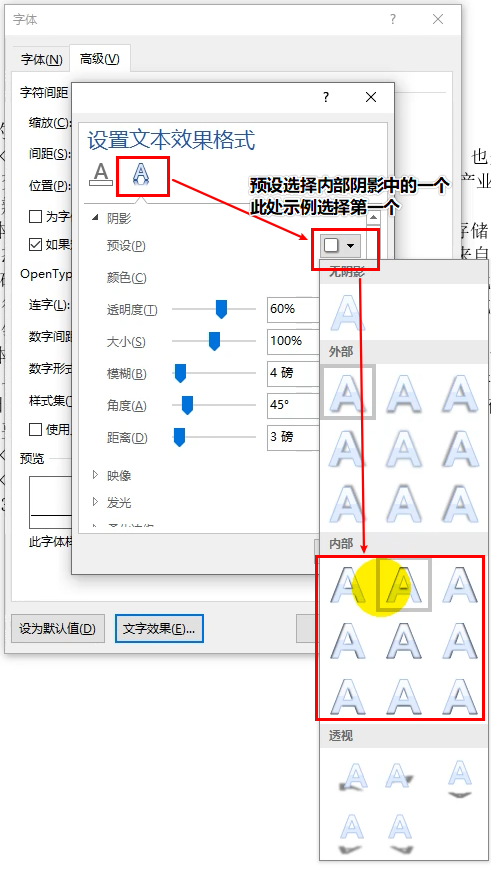 字体
字体(N)
高级(V)
字符间距
缩放(C):
间距(S):
位置(P):
为字
如果
OpenTyp
连字(L):
数字间距
数字形式
样式集(T)
使用
预览
此字体样
设为默认值(D)
文字效果(E)...
设置文本效果格式
预设选择内部阴影中的一个
此处示例选择第一个
阴影
预设(P)
颜色(C)
透明度(T)
60%
大小(S)
100%
模糊(B)
4 磅
角度(A)
45°
距离(D)
3 磅
映像
发光
无阴影
外部
内部
透视
也
产业
存储
来自